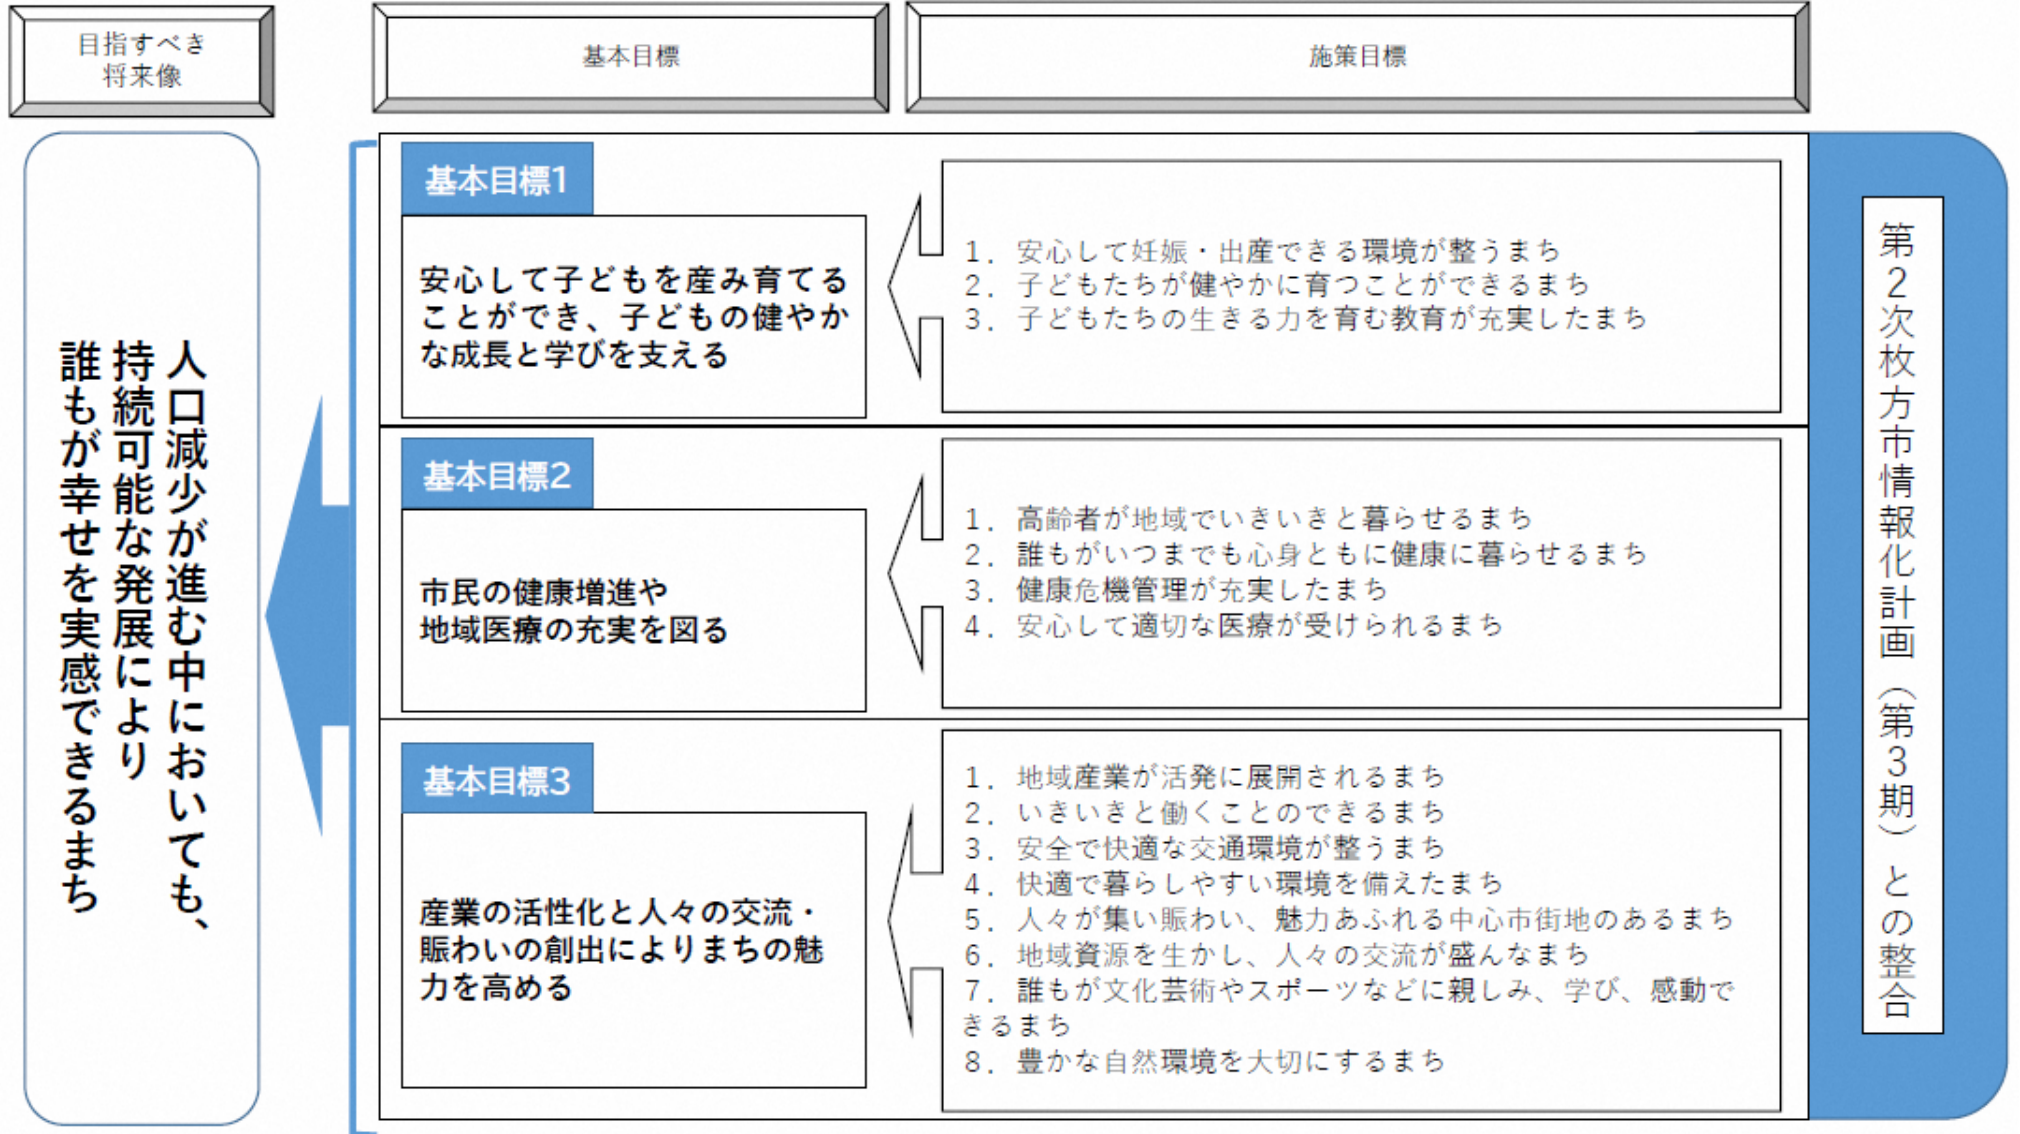 目指すべき
将来像
基本目標
施策目標
人口減少が進む中においても、
持続可能な発展により
誰もが幸せを実感できるまち
基本目標1
安心して子どもを産み育てる
ことができ、子どもの健やか
な成長と学びを支える
1．安心して妊娠・出産できる環境が整うまち
2．子どもたちが健やかに育つことができるまち
3．子どもたちの生きる力を育む教育が充実したまち
基本目標2
市民の健康増進や
地域医療の充実を図る
1．高齢者が地域でいきいきと暮らせるまち
2．誰もがいつまでも心身ともに健康に暮らせるまち
3．健康危機管理が充実したまち
4．安心して適切な医療が受けられるまち
基本目標3
産業の活性化と人々の交流・
賑わいの創出によりまちの魅
力を高める
1．地域産業が活発に展開されるまち
2．いきいきと働くことのできるまち
3．安全で快適な交通環境が整うまち
4．快適で暮らしやすい環境を備えたまち
5．人々が集い賑わい、魅力あふれる中心市街地のあるまち
6．地域資源を生かし、人々の交流が盛んなまち
7．誰もが文化芸術やスポーツなどに親しみ、学び、感動で
きるまち
8．豊かな自然環境を大切にするまち
第2次枚方市情報化計画（第3期）との整合